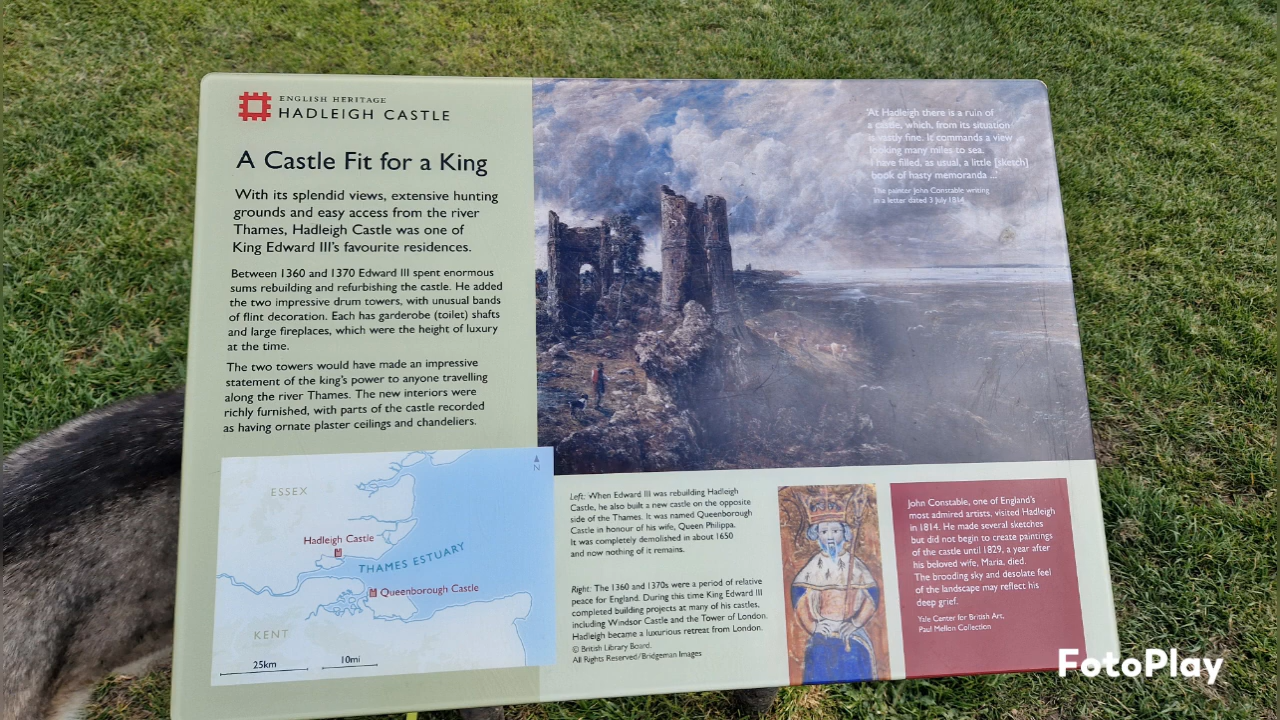 ENGLISH HERITAGE
HADLEIGH CASTLE
A Castle Fit for a King
With its splendid views, extensive hunting
grounds and easy access from the river
Thames, Hadleigh Castle was one of
King Edward III's favourite residences.
Between 1360 and 1370 Edward III spent enormous
sums rebuilding and refurbishing the castle. He added
the two impressive drum towers, with unusual bands
of flint decoration. Each has garderobe (toilet) shafts
and large fireplaces, which were the height of luxury
at the time.
The two towers would have made an impressive
statement of the king's power to anyone travelling
along the river Thames. The new interiors were
richly furnished, with parts of the castle recorded
as having ornate plaster ceilings and chandeliers.
'At Hadleigh there is a ruin of
a castle, which, from its situation
is vastly fine. It commands a view
looking many miles to sea.
I have filled, as usual, a little [sketch]
book of hasty memoranda ...'
The painter John Constable writing
in a letter dated 3 July 1814
N
ESSEX
Hadleigh Castle
THAMES ESTUARY
Queenborough Castle
KENT
25km
10mi
Left: When Edward III was rebuilding Hadleigh
Castle, he also built a new castle on the opposite
side of the Thames. It was named Queenborough
Castle in honour of his wife, Queen Philippa.
It was completely demolished in about 1650
and now nothing of it remains.
Right: The 1360 and 1370s were a period of relative
peace for England. During this time King Edward III
completed building projects at many of his castles,
including Windsor Castle and the Tower of London.
Hadleigh became a luxurious retreat from London.
© British Library Board.
All Rights Reserved/Bridgeman Images
John Constable, one of England's
most admired artists, visited Hadleigh
in 1814. He made several sketches
but did not begin to create paintings
of the castle until 1829, a year after
his beloved wife, Maria, died.
The brooding sky and desolate feel
of the landscape may reflect his
deep grief.
Yale Center for British Art,
Paul Mellon Collection
FotoPlay